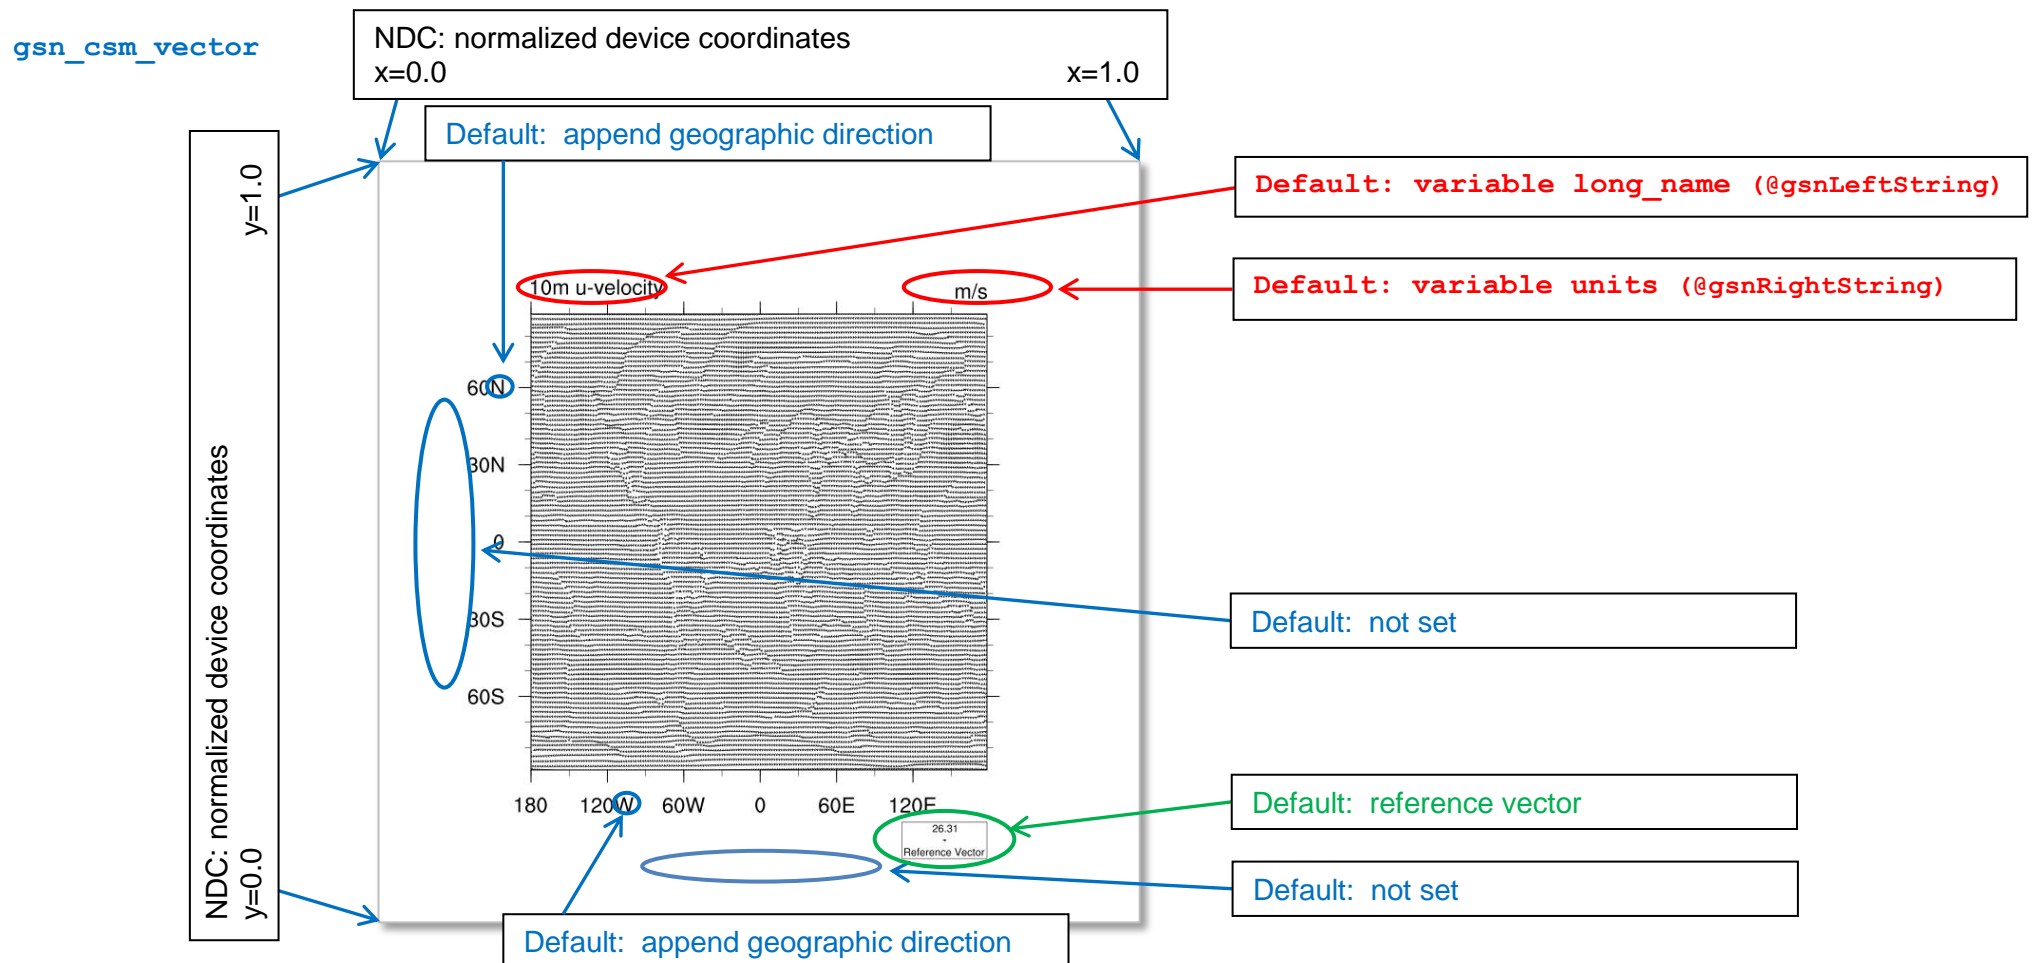 gsn_csm_vector
NDC: normalized device coordinates
x=0.0 x=1.0
Default: append geographic direction
NDC: normalized device coordinates
y=0.0 y=1.0
Default: variable long_name (@gsnLeftString)
Default: variable units (@gsnRightString)
10m u-velocity m/s
60N
30N
0
30S
60S
180 120W 60W 0 60E 120E
26.31
Reference Vector
Default: not set
Default: reference vector
Default: not set
Default: append geographic direction